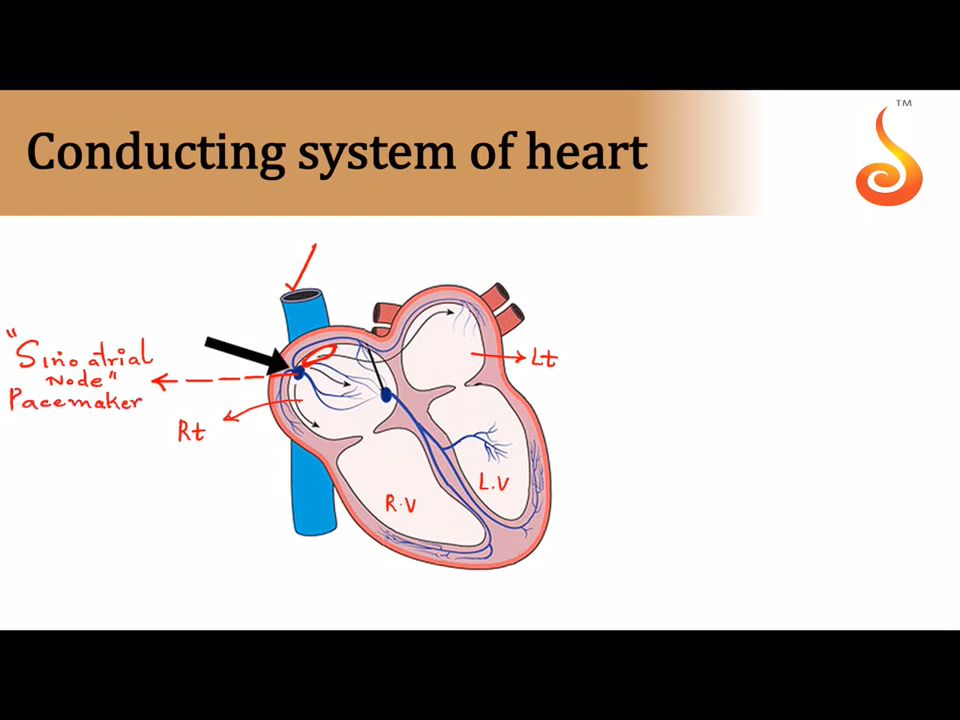 Conducting system of heart
TM
"Sino atrial
Node"
Pacemaker
Lt
Rt
L.V
R.V